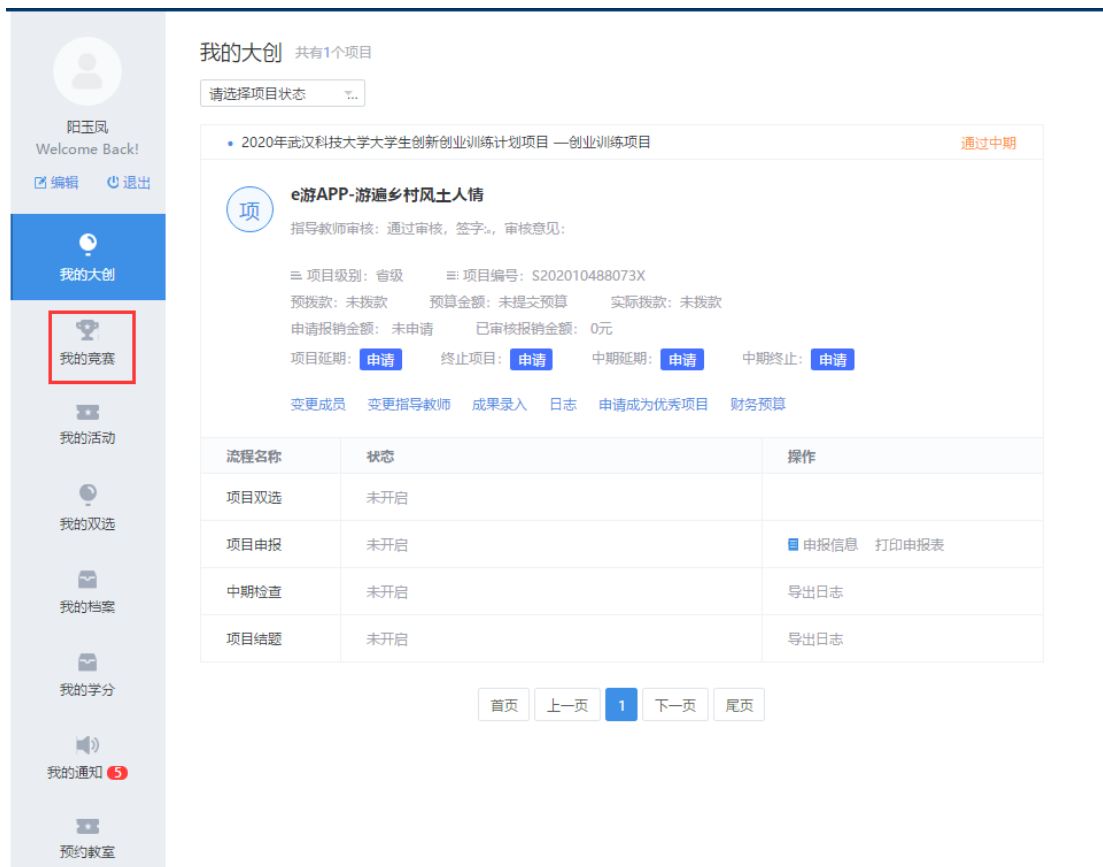 阳玉凤
Welcome Back!
编辑 退出
我的大创
我的竞赛
我的活动
我的双选
我的档案
我的学分
我的通知 5
预约教室
我的大创 共有1个项目
请选择项目状态
2020年武汉科技大学大学生创新创业训练计划项目 —创业训练项目 通过中期
项
e游APP-游遍乡村风土人情
指导教师审核：通过审核，签字:。，审核意见：
项目级别：省级 项目编号：S202010488073X
预拨款：未拨款 预算金额：未提交预算 实际拨款：未拨款
申请报销金额： 未申请 已审核报销金额： 0元
项目延期： 申请 终止项目： 申请 中期延期： 申请 中期终止： 申请
变更成员 变更指导教师 成果录入 日志 申请成为优秀项目 财务预算
流程名称 状态 操作
项目双选 未开启
项目申报 未开启 申报信息 打印申报表
中期检查 未开启 导出日志
项目结题 未开启 导出日志
首页 上一页 1 下一页 尾页